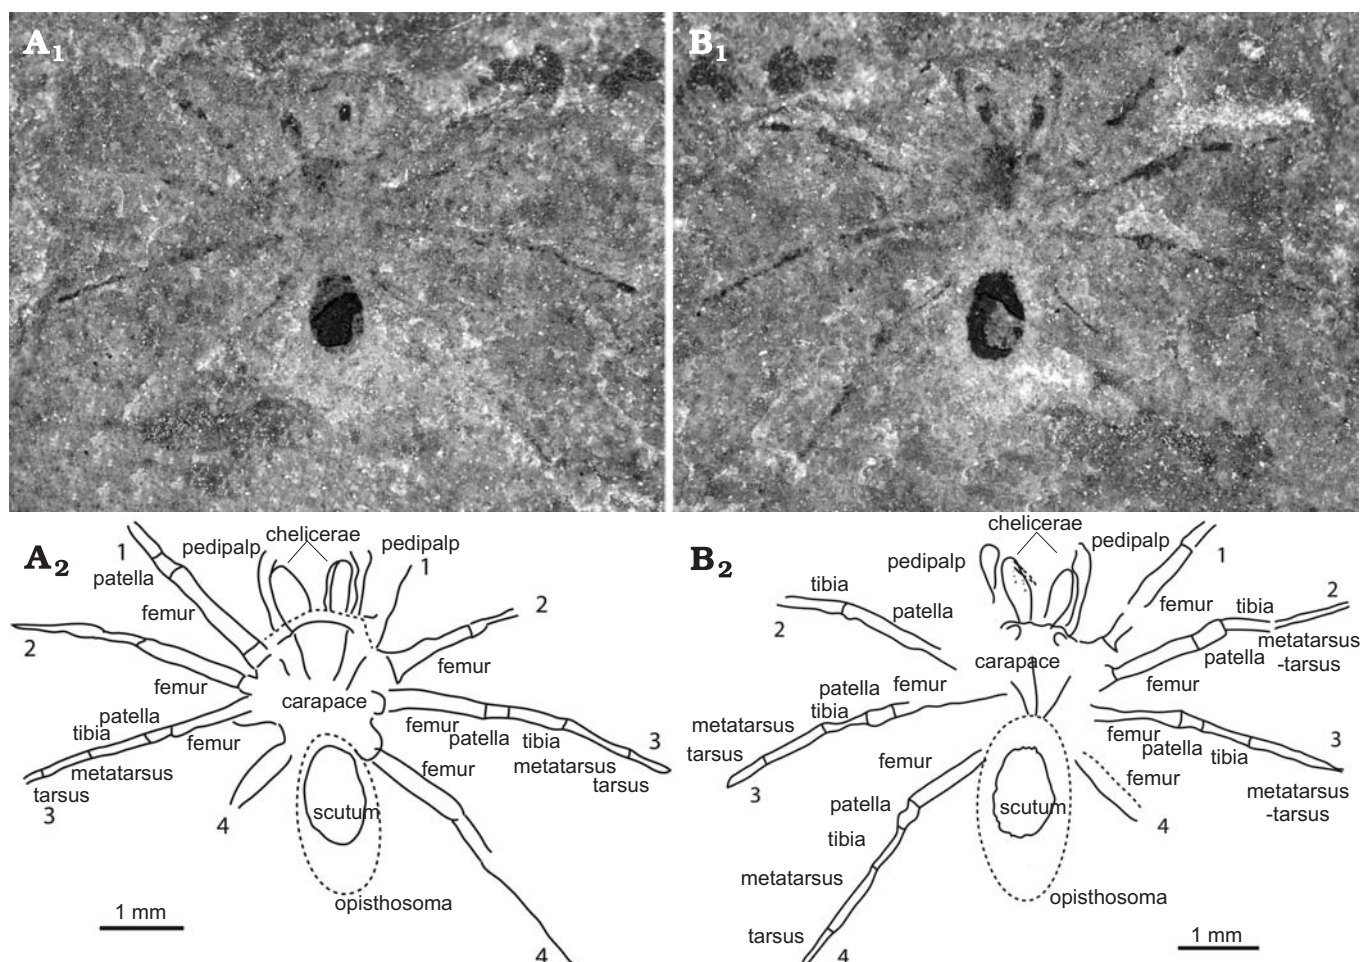 A1
B1
A2
1
patella
pedipalp
chelicerae
pedipalp
1
femur
2
2
femur
femur
patella
tibia
femur
carapace
metatarsus
tarsus
3
4
femur
patella
tibia
3
metatarsus
tarsus
femur
scutum
opisthosoma
4
1 mm
B2
chelicerae
pedipalp
pedipalp
1
tibia
patella
2
femur
tibia
2
metatarsus
-tarsus
patella
femur
carapace
patella
femur
tibia
metatarsus
tarsus
3
femur
patella
tibia
3
metatarsus
-tarsus
femur
4
femur
patella
tibia
metatarsus
tarsus
4
scutum
opisthosoma
1 mm